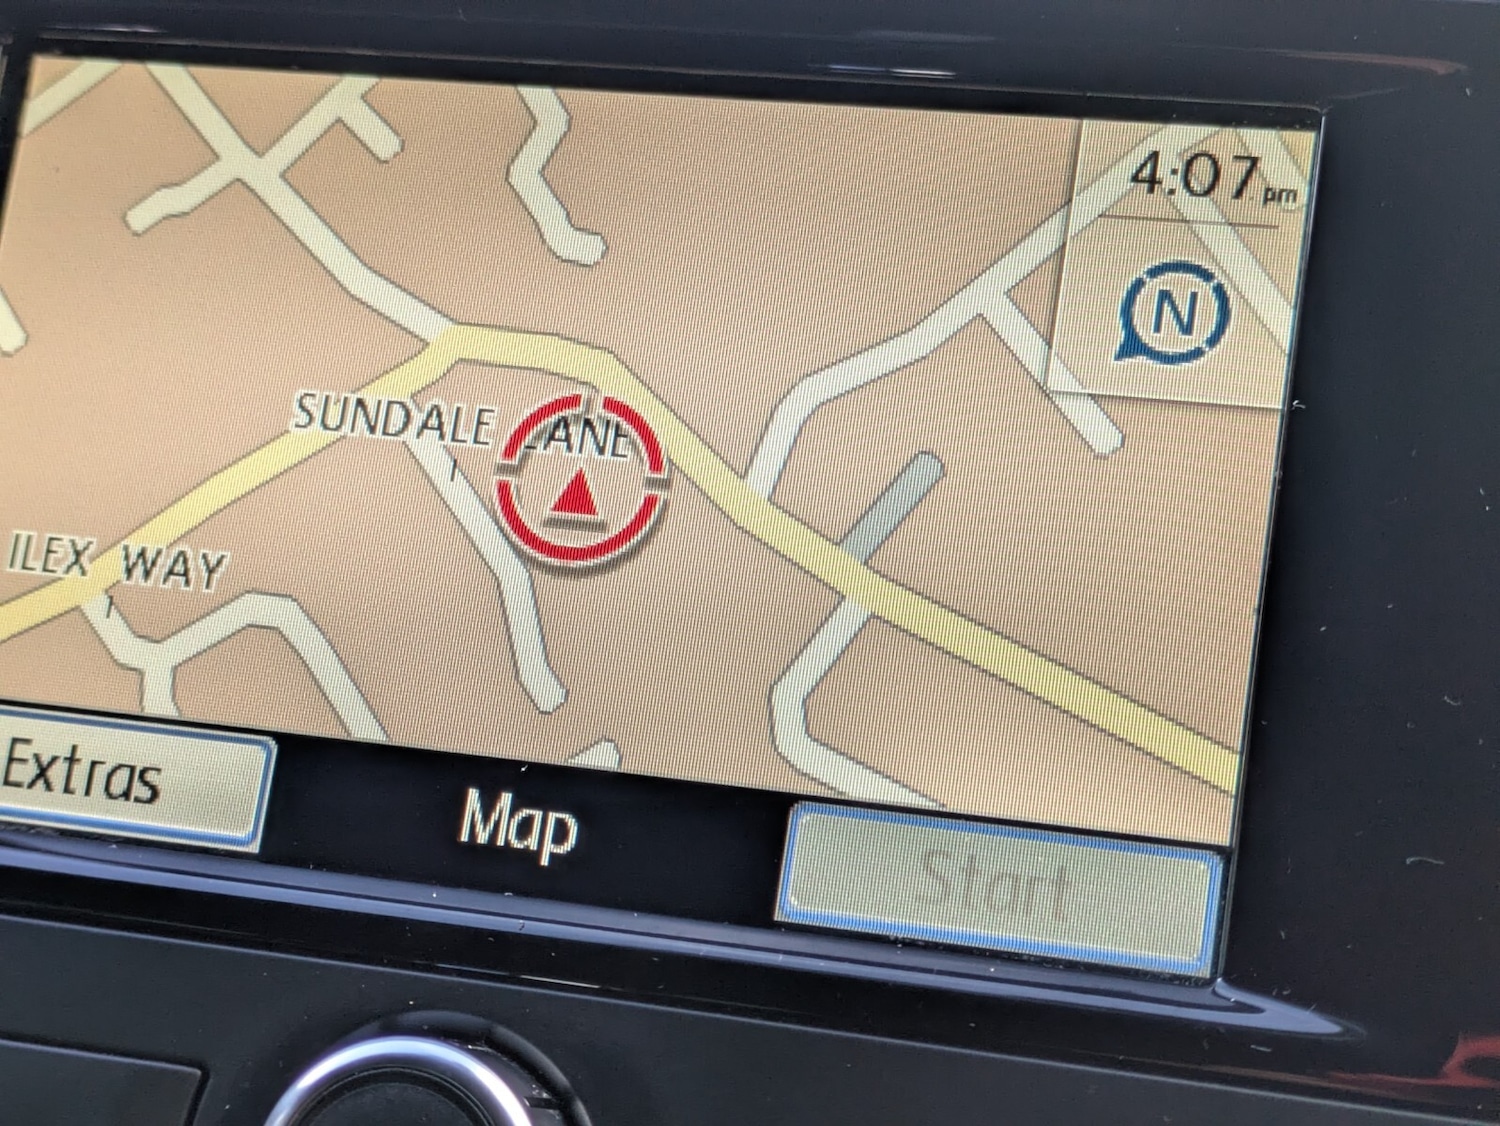 4:07 pm
N
SUNDALE LANE
ILEX WAY
Extras
Map
Start